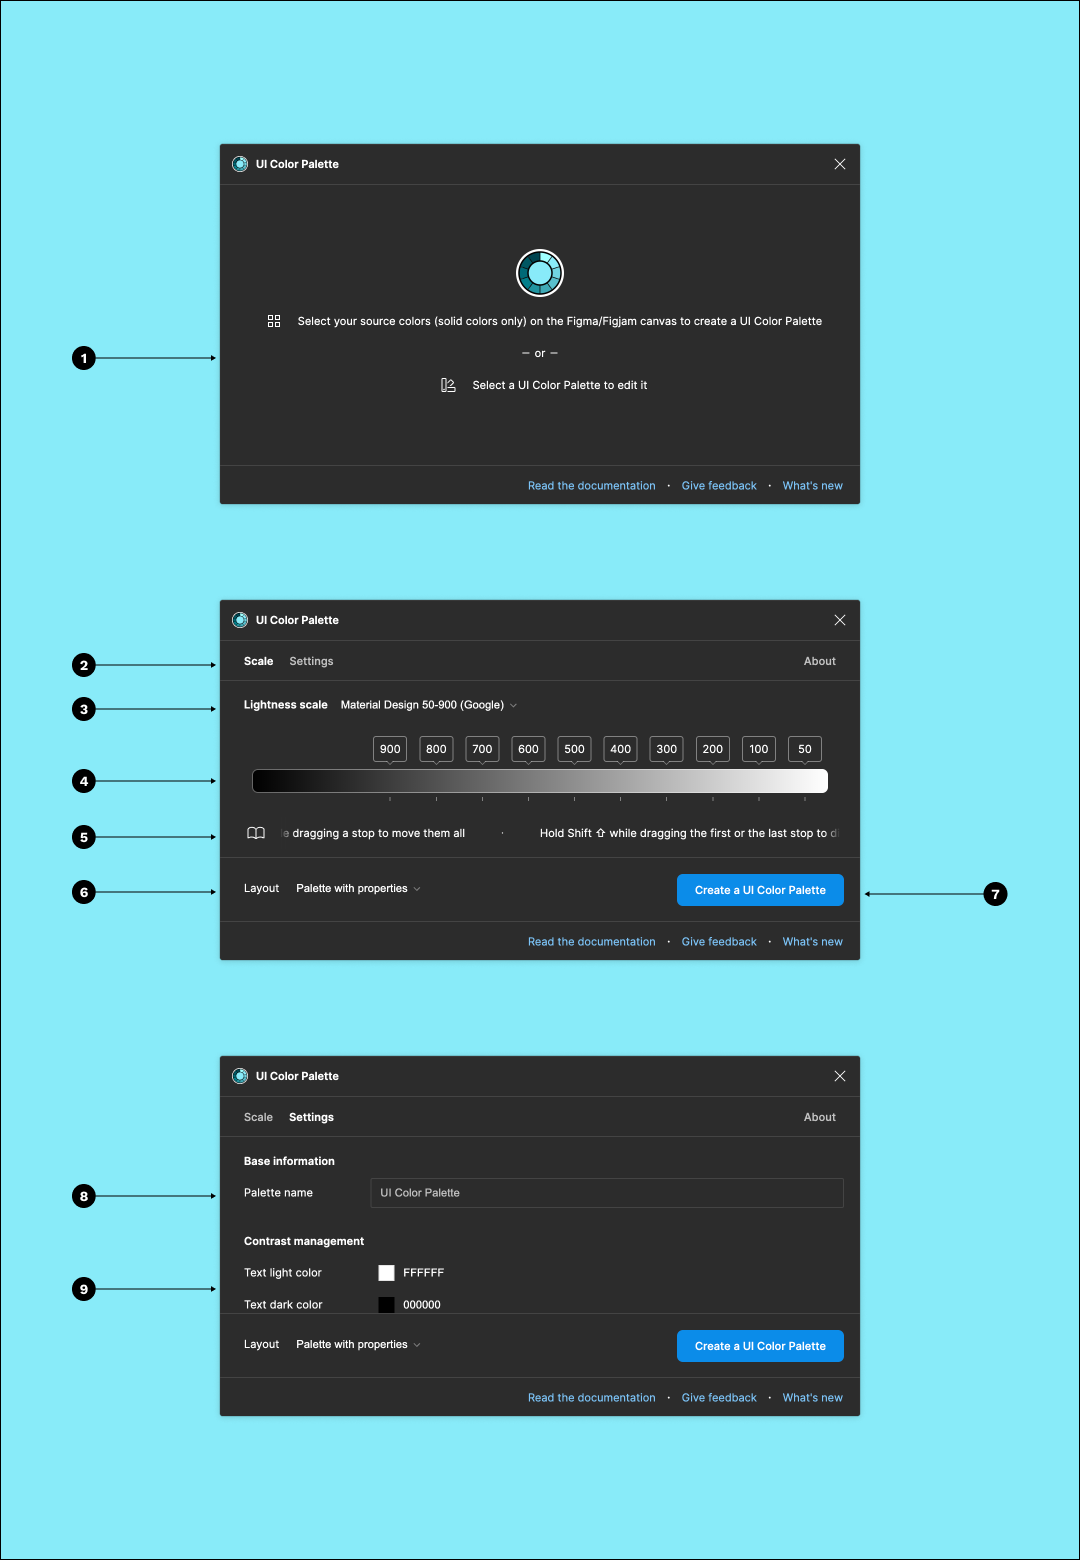 UI Color Palette
Select your source colors (solid colors only) on the Figma/Figjam canvas to create a UI Color Palette
1
– or –
Select a UI Color Palette to edit it
Read the documentation · Give feedback · What's new
UI Color Palette
2
Scale Settings About
3
Lightness scale Material Design 50-900 (Google)
900 800 700 600 500 400 300 200 100 50
4
5
e dragging a stop to move them all · Hold Shift ⇧ while dragging the first or the last stop to di
6
Layout Palette with properties Create a UI Color Palette
7
Read the documentation · Give feedback · What's new
UI Color Palette
Scale Settings About
Base information
8
Palette name UI Color Palette
Contrast management
Text light color FFFFFF
9
Text dark color 000000
Layout Palette with properties Create a UI Color Palette
Read the documentation · Give feedback · What's new